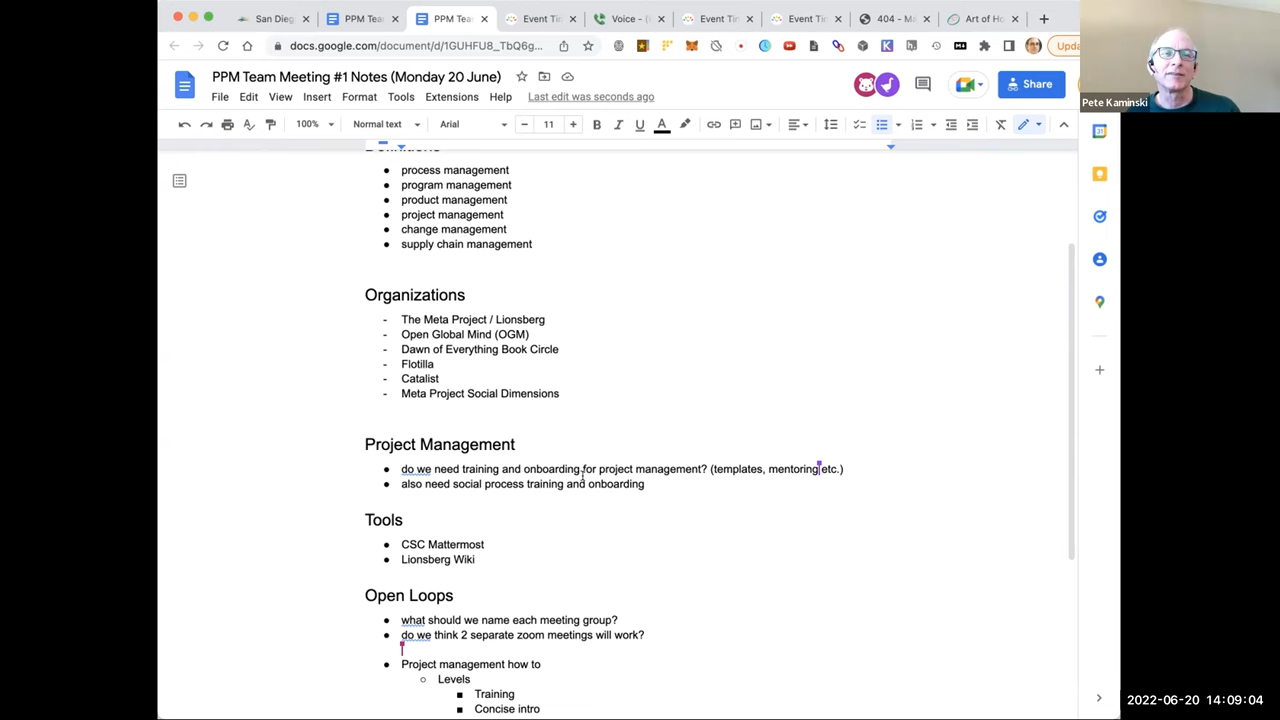 San Dieg
PPM Tea
PPM Tea
Event Tin
Voice - (
Event Tin
Event Tin
404 - Ma
Art of Ho
docs.google.com/document/d/1GUHFU8_TbQ6g...
Upda
PPM Team Meeting #1 Notes (Monday 20 June)
File Edit View Insert Format Tools Extensions Help Last edit was seconds ago
Share
Pete Kaminski
100% Normal text Arial 11
Definitions
process management
program management
product management
project management
change management
supply chain management
Organizations
- The Meta Project / Lionsberg
- Open Global Mind (OGM)
- Dawn of Everything Book Circle
- Flotilla
- Catalist
- Meta Project Social Dimensions
Project Management
do we need training and onboarding for project management? (templates, mentoring etc.)
also need social process training and onboarding
Tools
CSC Mattermost
Lionsberg Wiki
Open Loops
what should we name each meeting group?
do we think 2 separate zoom meetings will work?
Project management how to
Levels
Training
Concise intro
2022-06-20 14:09:04